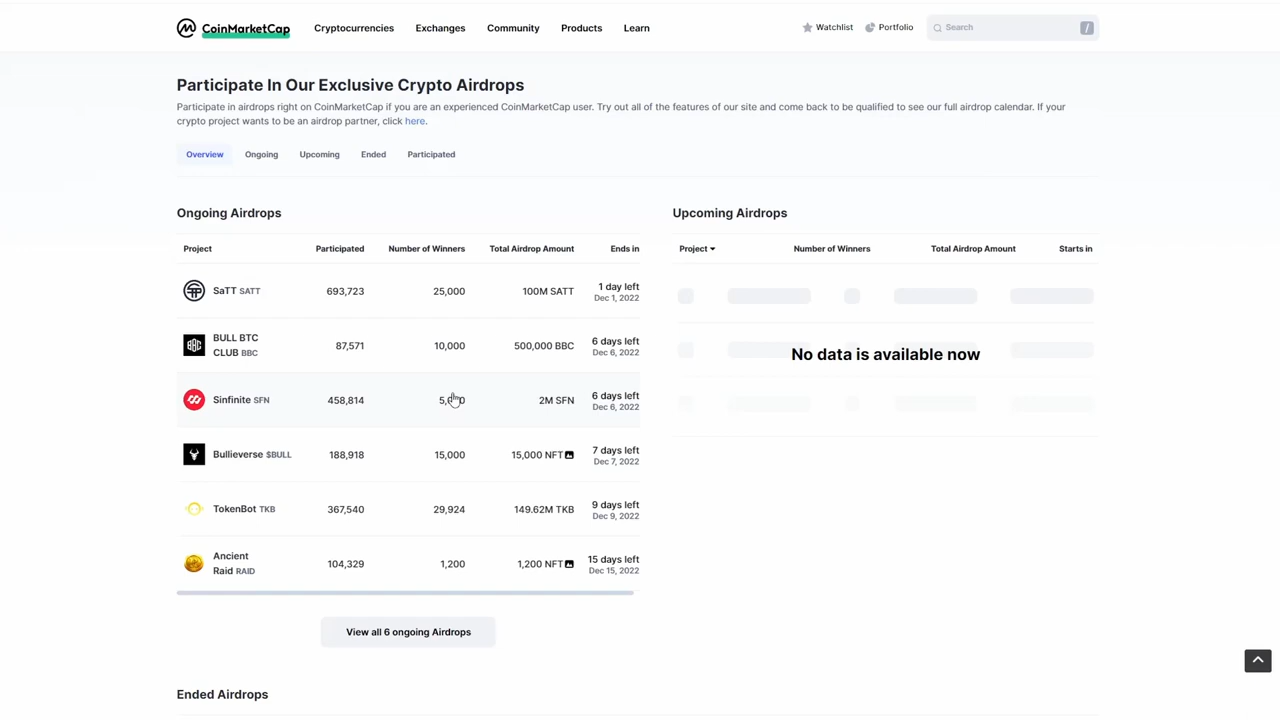 CoinMarketCap Cryptocurrencies Exchanges Community Products Learn Watchlist Portfolio Search /
Participate In Our Exclusive Crypto Airdrops
Participate in airdrops right on CoinMarketCap if you are an experienced CoinMarketCap user. Try out all of the features of our site and come back to be qualified to see our full airdrop calendar. If your
crypto project wants to be an airdrop partner, click here.
Overview Ongoing Upcoming Ended Participated
Ongoing Airdrops
Project Participated Number of Winners Total Airdrop Amount Ends in
SaTT SATT 693,723 25,000 100M SATT 1 day left
Dec 1, 2022
BULL BTC
CLUB BBC 87,571 10,000 500,000 BBC 6 days left
Dec 6, 2022
Sinfinite SFN 458,814 2M SFN 6 days left
Dec 6, 2022
Bullieverse $BULL 188,918 15,000 15,000 NFT 7 days left
Dec 7, 2022
TokenBot TKB 367,540 29,924 149.62M TKB 9 days left
Dec 9, 2022
Ancient
Raid RAID 104,329 1,200 1,200 NFT 15 days left
Dec 15, 2022
View all 6 ongoing Airdrops
Upcoming Airdrops
Project Number of Winners Total Airdrop Amount Starts in
No data is available now
Ended Airdrops